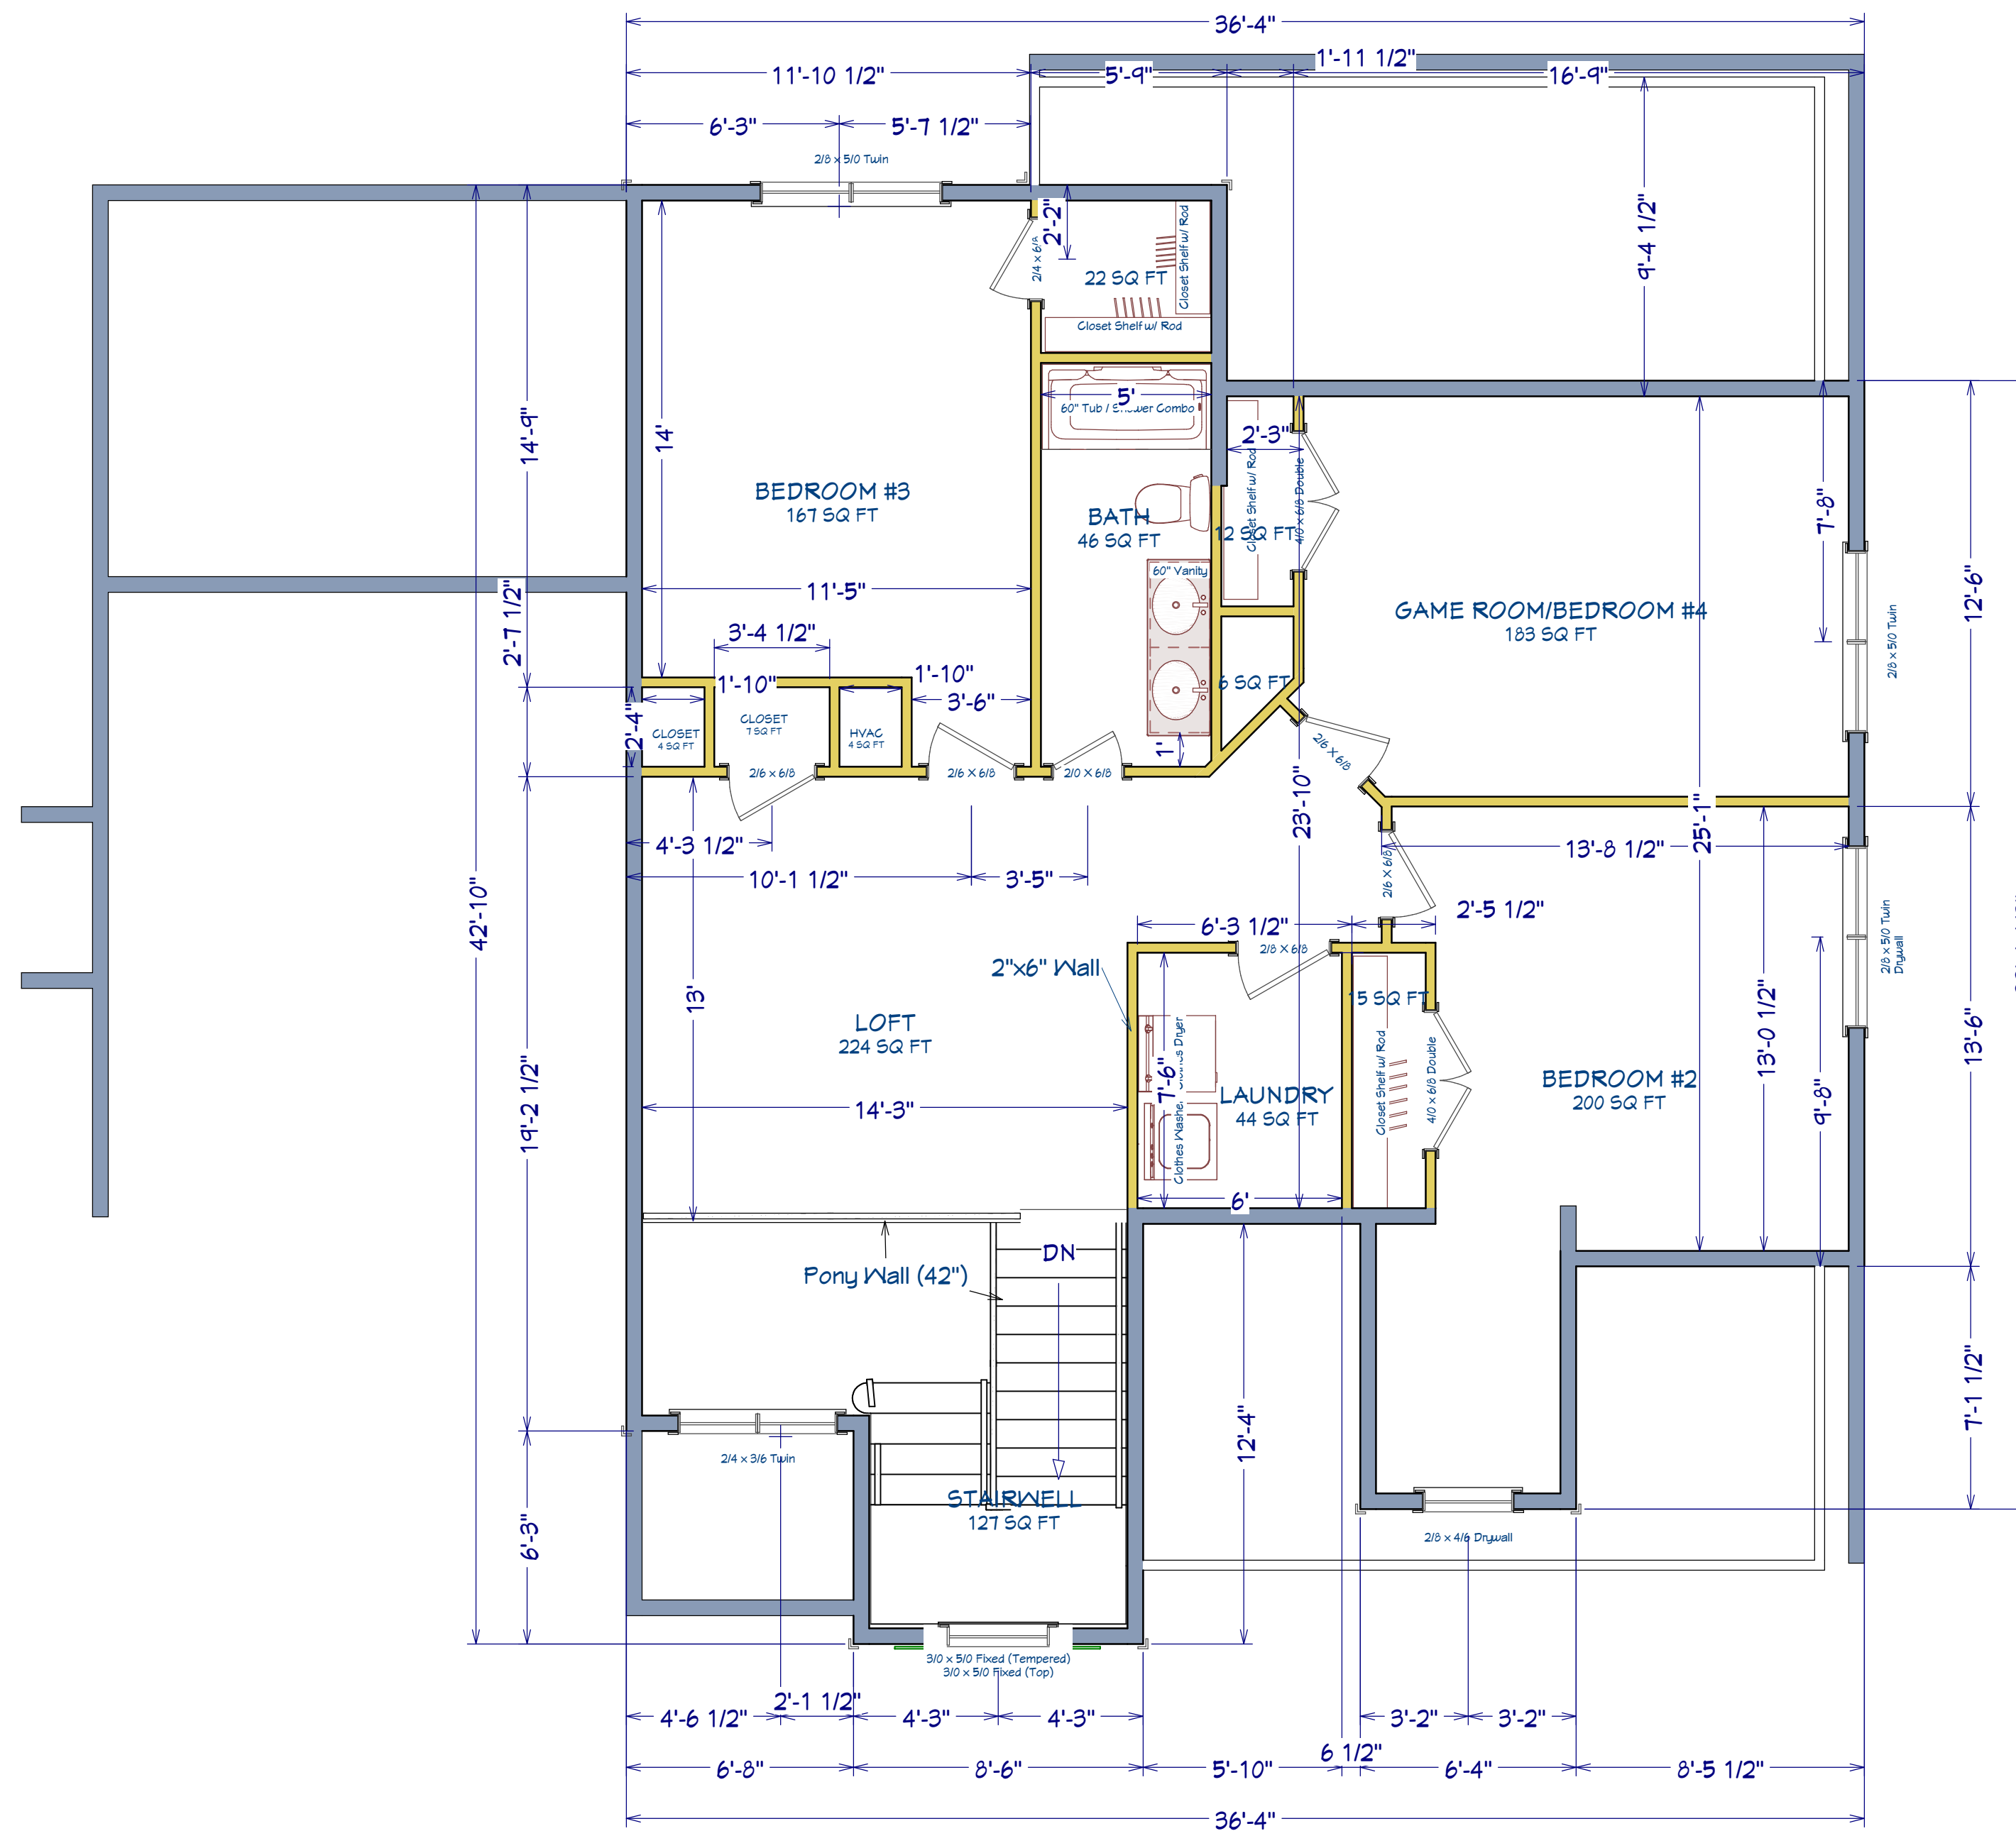 36'-4"
11'-10 1/2"
5'-9"
1'-11 1/2"
16'-9"
6'-3"
5'-7 1/2"
2/8 x 5/0 Twin
2'-2"
2/4 x 6/8
22 SQ FT
Closet Shelf w/ Rod
Closet Shelf w/ Rod
9'-4 1/2"
14'-9"
14'
5'
60" Tub / Shower Combo
2'-3"
Closet Shelf w/ Rod
4/0 x 6/8 Double
12 SQ FT
BEDROOM #3
167 SQ FT
BATH
46 SQ FT
60" Vanity
7'-8"
12'-6"
2/8 x 5/0 Twin
GAME ROOM/BEDROOM #4
183 SQ FT
11'-5"
2'-7 1/2"
3'-4 1/2"
1'-10"
1'-10"
3'-6"
6 SQ FT
2'-4"
CLOSET
4 SQ FT
CLOSET
7 SQ FT
HVAC
4 SQ FT
1'
2/6 x 6/8
2/6 x 6/8
2/0 x 6/8
2/6 X 6/8
23'-10"
25'-1"
4'-3 1/2"
13'-8 1/2"
10'-1 1/2"
3'-5"
2/6 X 6/8
42'-10"
6'-3 1/2"
2'-5 1/2"
2/8 X 6/8
2/8 x 5/0 Twin
Drywall
2"x6" Wall
13'
15 SQ FT
LOFT
224 SQ FT
7'-6"
Clothes Dryer
Clothes Washer
LAUNDRY
44 SQ FT
Closet Shelf w/ Rod
4/0 x 6/8 Double
BEDROOM #2
200 SQ FT
13'-0 1/2"
13'-6"
9'-8"
19'-2 1/2"
14'-3"
6'
DN
Pony Wall (42")
12'-4"
7'-1 1/2"
2/4 x 3/6 Twin
STAIRWELL
127 SQ FT
6'-3"
2/8 x 4/6 Drywall
3/0 x 5/0 Fixed (Tempered)
3/0 x 5/0 Fixed (Top)
4'-6 1/2"
2'-1 1/2"
4'-3"
4'-3"
3'-2"
3'-2"
6'-8"
8'-6"
5'-10"
6 1/2"
6'-4"
8'-5 1/2"
36'-4"